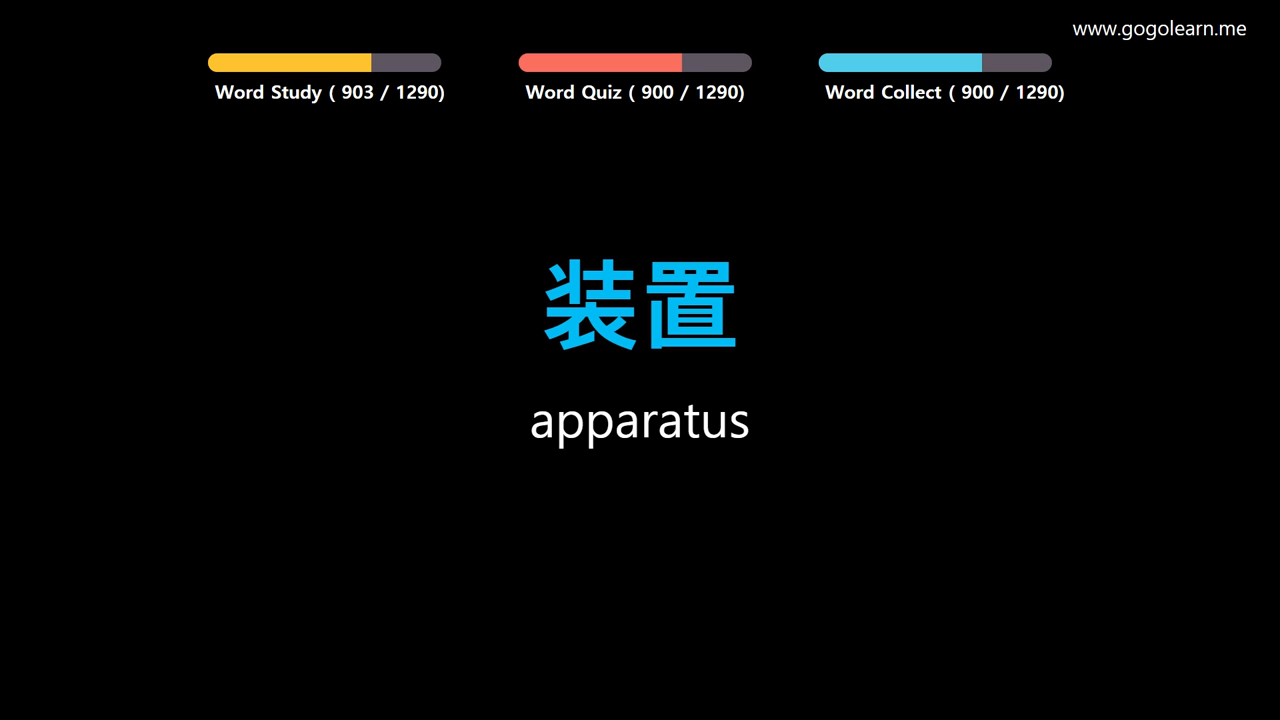 www.gogolearn.me
Word Study ( 903 / 1290)
Word Quiz ( 900 / 1290)
Word Collect ( 900 / 1290)
装置
apparatus